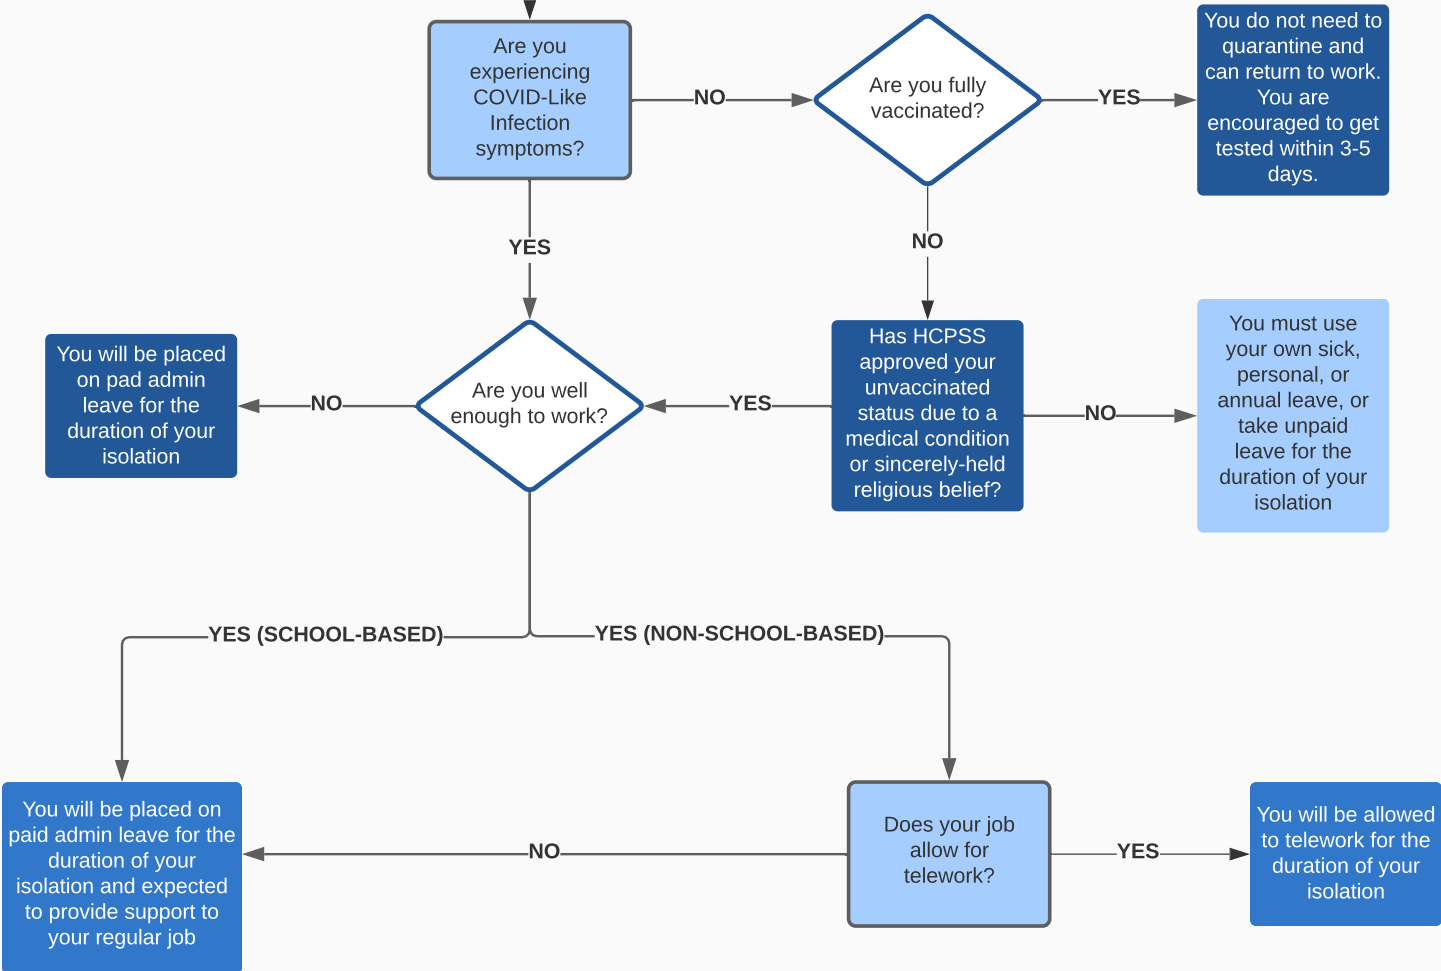 Are you
experiencing
COVID-Like
Infection
symptoms?
NO
Are you fully
vaccinated?
YES
You do not need to
quarantine and
can return to work.
You are
encouraged to get
tested within 3-5
days.
YES
NO
You will be placed
on pad admin
leave for the
duration of your
isolation
NO
Are you well
enough to work?
YES
Has HCPSS
approved your
unvaccinated
status due to a
medical condition
or sincerely-held
religious belief?
NO
You must use
your own sick,
personal, or
annual leave, or
take unpaid
leave for the
duration of your
isolation
YES (SCHOOL-BASED)
YES (NON-SCHOOL-BASED)
You will be placed on
paid admin leave for the
duration of your
isolation and expected
to provide support to
your regular job
NO
Does your job
allow for
telework?
YES
You will be allowed
to telework for the
duration of your
isolation